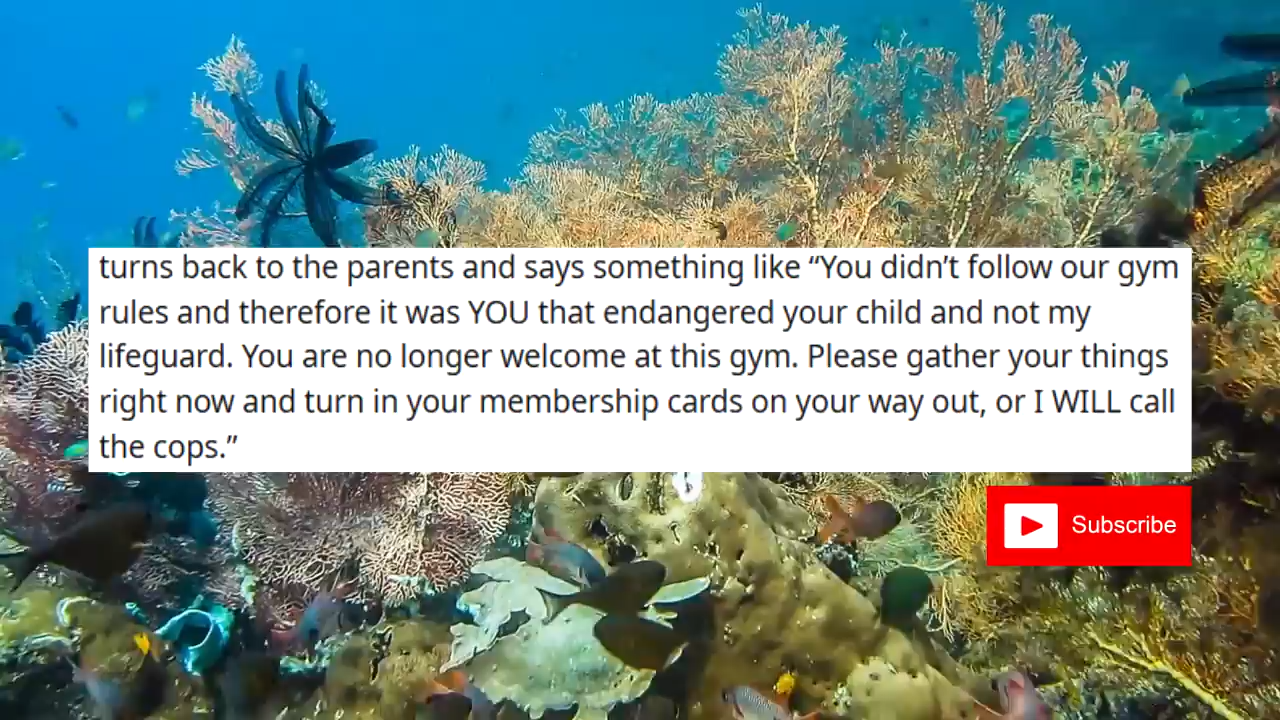 turns back to the parents and says something like “You didn’t follow our gym
rules and therefore it was YOU that endangered your child and not my
lifeguard. You are no longer welcome at this gym. Please gather your things
right now and turn in your membership cards on your way out, or I WILL call
the cops.”
Subscribe